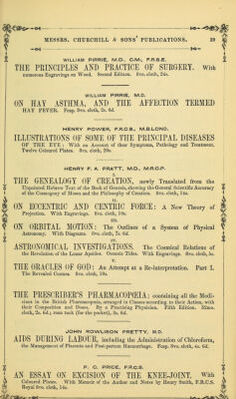 MESSRS. CHURCHILL & SONS' PUBLICATIONS. 29
WILLIAM PIRRIE, M.D., C.M., F.R.S.E.
THE PRINCIPLES AND PRACTICE OF SURGERY. With
numerous Engravings on Wood. Second Edition. 8vo. cloth, 24s.
WILLIAM PIRRIE, M.D.
ON HAY ASTHMA, AND THE AFFECTION TERMED
HAY FEVER. Fcap. 8vo. cloth, 2s. 6d.
HENRY POWER, F.R.C.S., M.B.LOND.
ILLUSTRATIONS OF SOME OF THE PRINCIPAL DISEASES
OF THE EYE: With an Account of their Symptoms, Pathology and Treatment.
Twelve Coloured Plates. 8vo. cloth, 20s.
HENRY F. A. PRATT, M.D., M.R.C.P.
THE GENEALOGY OF CREATION, newly Translated from the
Unpointed Hebrew Text of the Book of Genesis, showing the General Scientific Accuracy
of the Cosmogony of Moses and the Philosophy of Creation. 8vo. cloth, 14s.
ON ECCENTRIC AND CENTRIC FORCE: A New Theory of
Projection. With Engravings. 8vo. cloth, 10s.
ON ORBITAL MOTION: The Outlines of a System of Physical
Astronomy. With Diagrams. 8vo. cloth, 7s. 6d.
ASTRONOMICAL INVESTIGATIONS. The Cosmical Relations of
the Revolution of the Lunar Apsides. Oceanic Tides. With Engravings. 8vo. cloth, 5s.
THE ORACLES OF GOD: An Attempt at a Re-interpretation. Part I.
The Revealed Cosmos. 8vo. cloth, 10s.
THE PRESCRIBER'S PHARMACOPŒIA; containing all the Medi-
cines in the British Pharmacopœia, arranged in Classes according to their Action, with
their Composition and Doses. By a Practising Physician. Fifth Edition. 32mo.
cloth, 2s. 6d.; roan tuck (for the pocket), 3s. 6d.
JOHN ROWLISON PRETTY, M.D.
AIDS DURING LABOUR, including the Administration of Chloroform,
the Management of Placenta and Post-partum Hæmorrhage. Fcap. 8vo. cloth, 4s. 6d.
P. C. PRICE, F.R.C.S.
AN ESSAY ON EXCISION OF THE KNEE-JOINT. With
Coloured Plates. With Memoir of the Author and Notes by Henry Smith, F.R.C.S.
Royal 8vo. cloth, 14s.